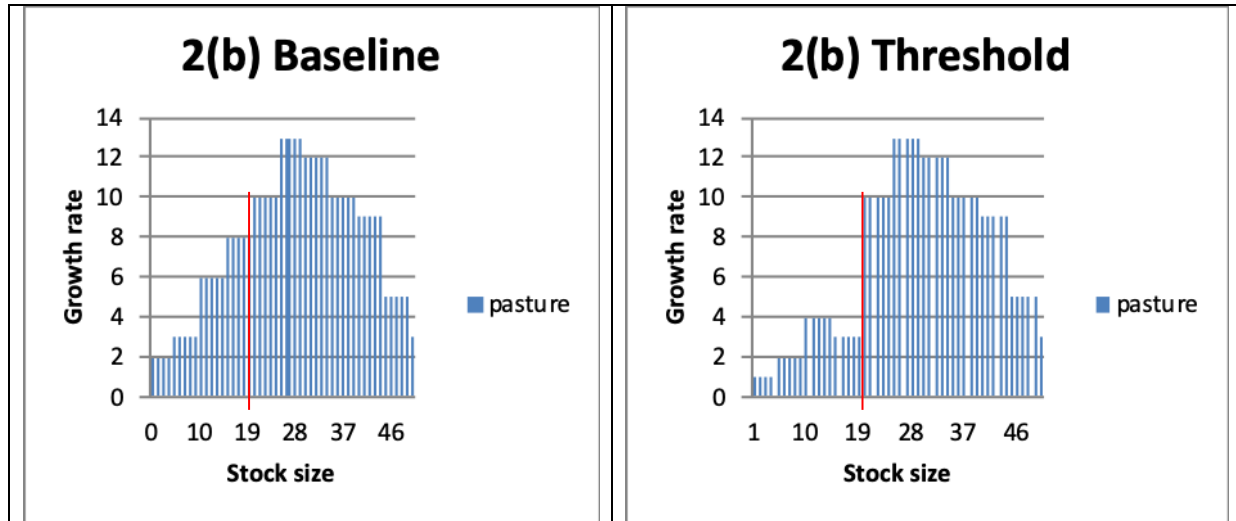 2(b) Baseline
14
12
10
8
6
4
2
0
Growth rate
0 10 19 28 37 46
Stock size
pasture
2(b) Threshold
14
12
10
8
6
4
2
0
Growth rate
1 10 19 28 37 46
Stock size
pasture